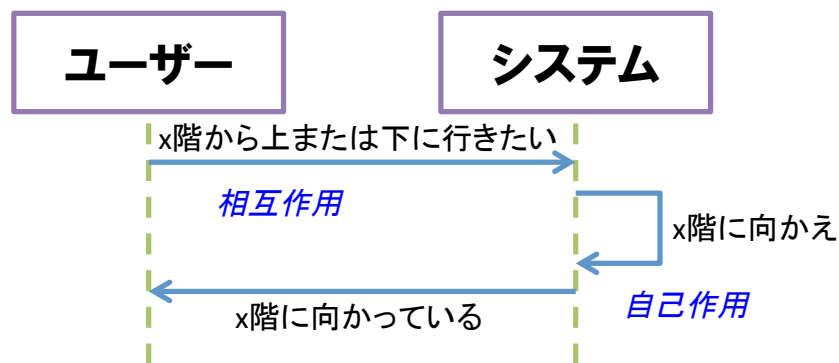 ユーザー
システム
x階から上または下に行きたい
相互作用
x階に向かえ
x階に向かっている
自己作用